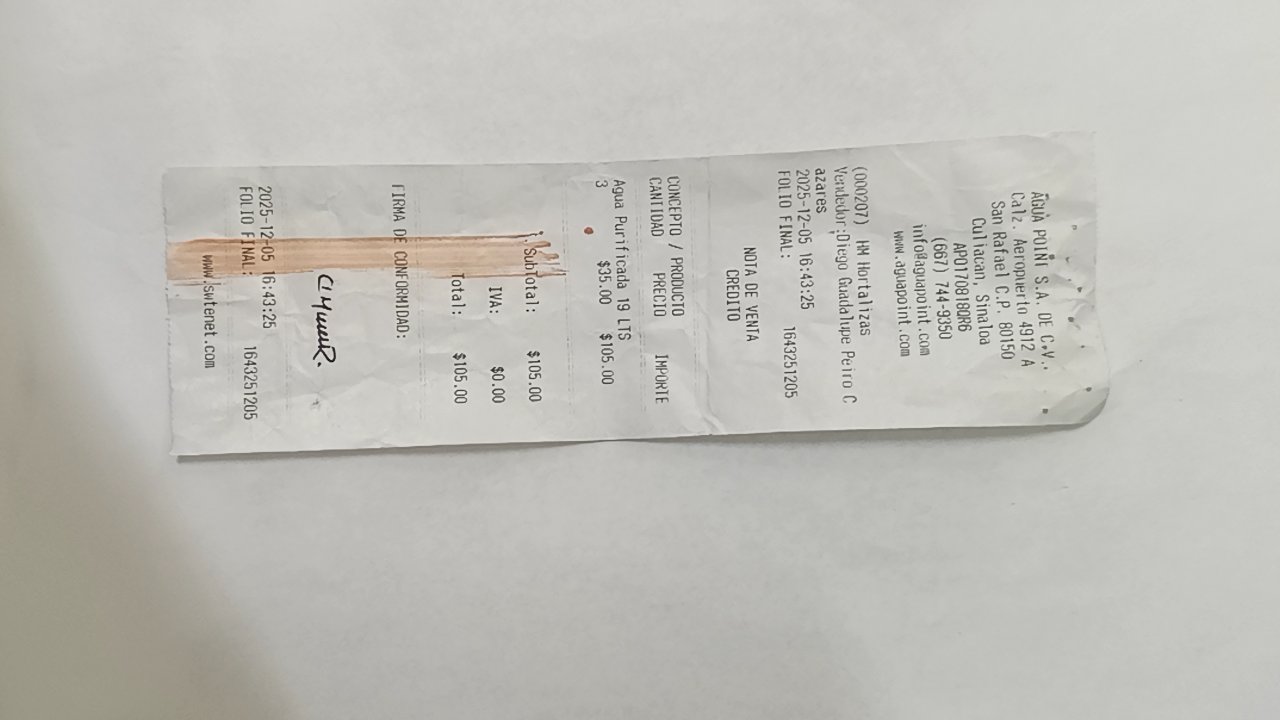 AGUA POINT S.A. DE C.V.
Calz. Aeropuerto 4912 A
San Rafael C.P. 80150
Culiacan, Sinaloa
APO170818QR6
(667) 744-9350
info@aguapoint.com
www.aguapoint.com
(000207) HM Hortalizas
Vendedor:Diego Guadalupe Peiro C
azares
2025-12-05 16:43:25
FOLIO FINAL: 1643251205
NOTA DE VENTA
CREDITO
CONCEPTO / PRODUCTO
CANTIDAD PRECIO IMPORTE
Agua Purificada 19 LTS
3 $35.00 $105.00
SubTotal: $105.00
IVA: $0.00
Total: $105.00
FIRMA DE CONFORMIDAD:
2025-12-05 16:43:25
FOLIO FINAL: 1643251205
www.swtenet.com